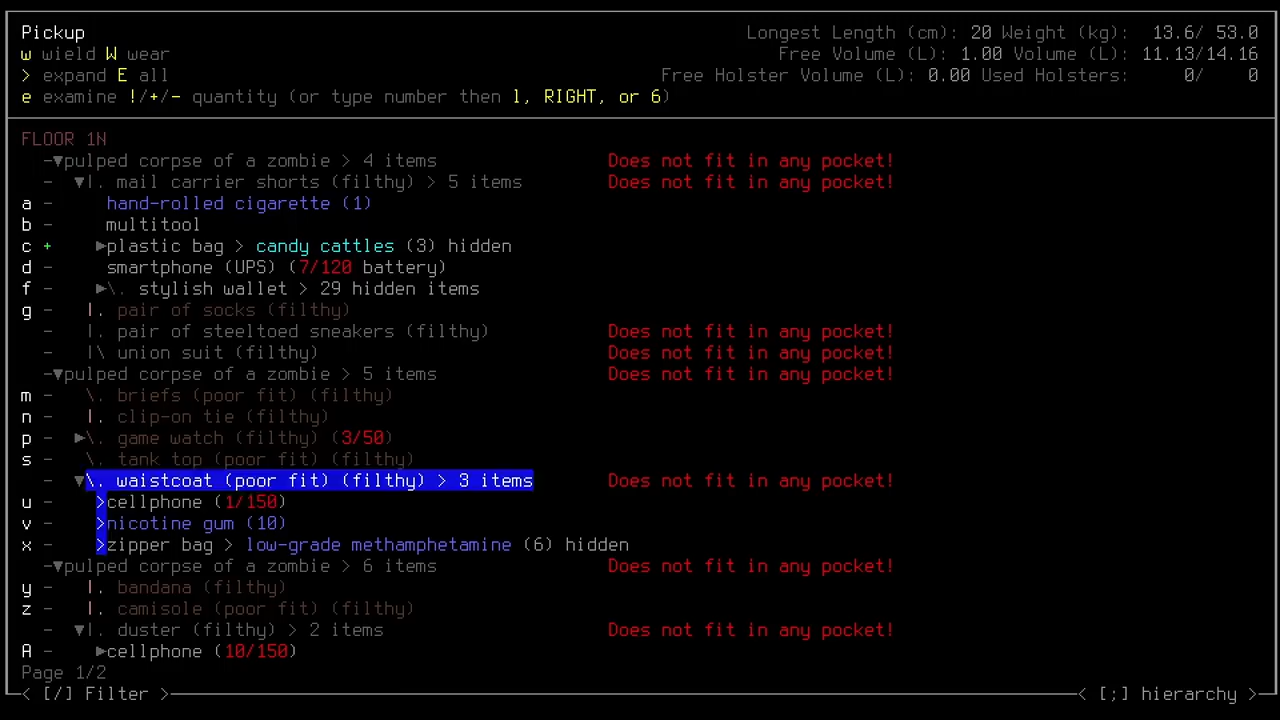 Pickup Longest Length (cm): 20 Weight (kg): 13.6/ 53.0
w wield W wear Free Volume (L): 1.00 Volume (L): 11.13/14.16
> expand E all Free Holster Volume (L): 0.00 Used Holsters: 0/ 0
e examine !/+/- quantity (or type number then l, RIGHT, or 6)
FLOOR 1N
-▼pulped corpse of a zombie > 4 items Does not fit in any pocket!
- ▼|. mail carrier shorts (filthy) > 5 items Does not fit in any pocket!
a - hand-rolled cigarette (1)
b - multitool
c + ▶plastic bag > candy cattles (3) hidden
d - smartphone (UPS) (7/120 battery)
f - ▶\. stylish wallet > 29 hidden items
g - |. pair of socks (filthy)
- |. pair of steeltoed sneakers (filthy) Does not fit in any pocket!
- |\ union suit (filthy) Does not fit in any pocket!
-▼pulped corpse of a zombie > 5 items Does not fit in any pocket!
m - \. briefs (poor fit) (filthy)
n - |. clip-on tie (filthy)
p - ▶\. game watch (filthy) (3/50)
s - \. tank top (poor fit) (filthy)
- ▼\. waistcoat (poor fit) (filthy) > 3 items Does not fit in any pocket!
u - >cellphone (1/150)
v - >nicotine gum (10)
x - >zipper bag > low-grade methamphetamine (6) hidden
-▼pulped corpse of a zombie > 6 items Does not fit in any pocket!
y - |. bandana (filthy)
z - |. camisole (poor fit) (filthy)
- ▼|. duster (filthy) > 2 items Does not fit in any pocket!
A - ▶cellphone (10/150)
Page 1/2
< [/] Filter > < [;] hierarchy >